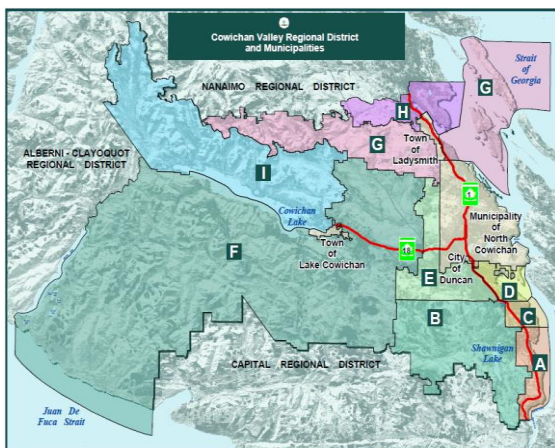 Cowichan Valley Regional District
and Municipalities
Strait
of
Georgia
NANAIMO REGIONAL DISTRICT
G
H
Town
of
Ladysmith
G
ALBERNI - CLAYOQUOT
REGIONAL DISTRICT
I
1
Cowichan
Lake
Municipality
of
North
Cowichan
F
Town
of
Lake Cowichan
18
City
of
Duncan
E
D
B
C
Shawnigan
Lake
A
CAPITAL REGIONAL DISTRICT
Juan De
Fuca Strait